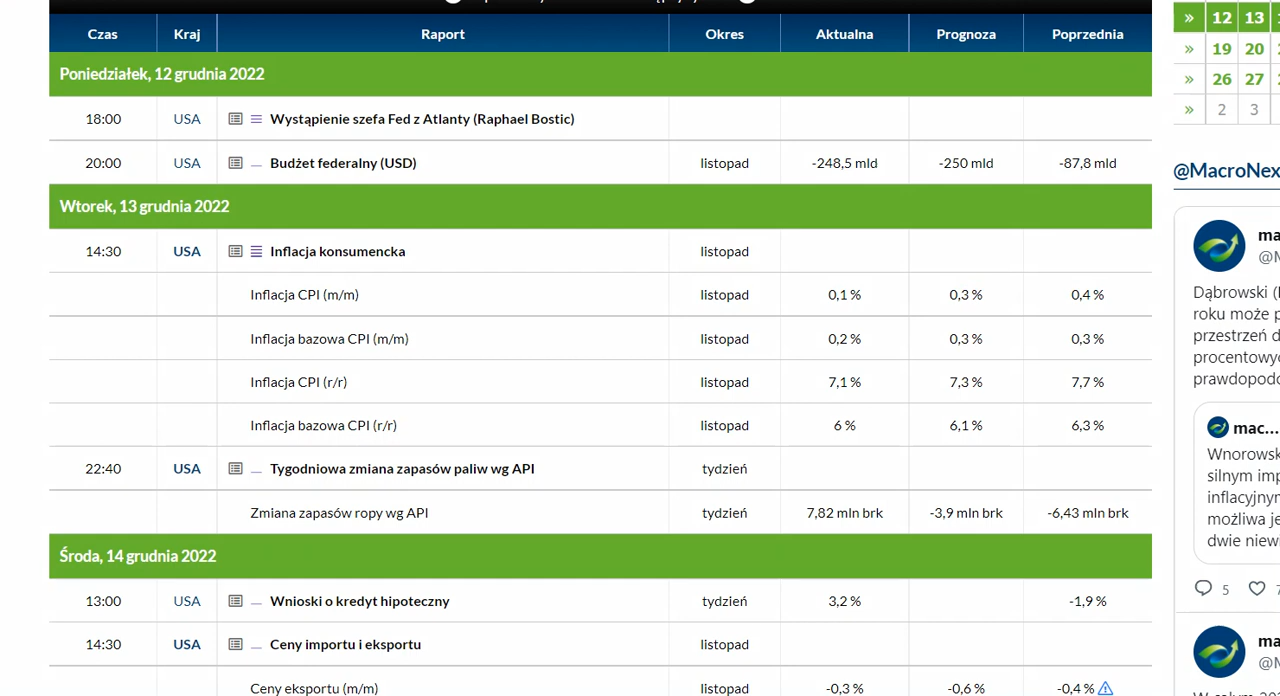 Czas Kraj Raport Okres Aktualna Prognoza Poprzednia
Poniedziałek, 12 grudnia 2022
18:00 USA Wystąpienie szefa Fed z Atlanty (Raphael Bostic)
20:00 USA Budżet federalny (USD) listopad -248,5 mld -250 mld -87,8 mld
Wtorek, 13 grudnia 2022
14:30 USA Inflacja konsumencka listopad
Inflacja CPI (m/m) listopad 0,1 % 0,3 % 0,4 %
Inflacja bazowa CPI (m/m) listopad 0,2 % 0,3 % 0,3 %
Inflacja CPI (r/r) listopad 7,1 % 7,3 % 7,7 %
Inflacja bazowa CPI (r/r) listopad 6 % 6,1 % 6,3 %
22:40 USA Tygodniowa zmiana zapasów paliw wg API tydzień
Zmiana zapasów ropy wg API tydzień 7,82 mln brk -3,9 mln brk -6,43 mln brk
Środa, 14 grudnia 2022
13:00 USA Wnioski o kredyt hipoteczny tydzień 3,2 % -1,9 %
14:30 USA Ceny importu i eksportu listopad
Ceny eksportu (m/m) listopad -0,3 % -0,6 % -0,4 %
» 12 13
» 19 20
» 26 27
» 2 3
@MacroNex
ma
@M
Dąbrowski (
roku może p
przestrzeń d
procentowyc
prawdopodo
mac...
Wnorowsk
silnym imp
inflacyjnym
możliwa je
dwie niewi
5 7
ma
@M